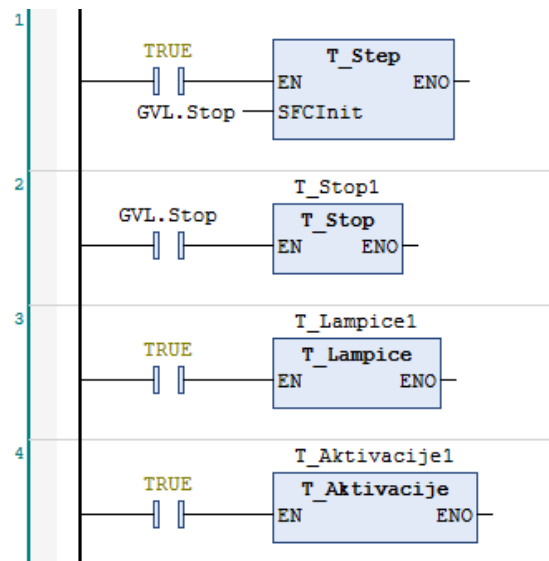 1
TRUE
T_Step
EN ENO
GVL.Stop SFCInit
2
T_Stop1
GVL.Stop
T_Stop
EN ENO
3
T_Lampice1
TRUE
T_Lampice
EN ENO
4
T_Aktivacije1
TRUE
T_Aktivacije
EN ENO